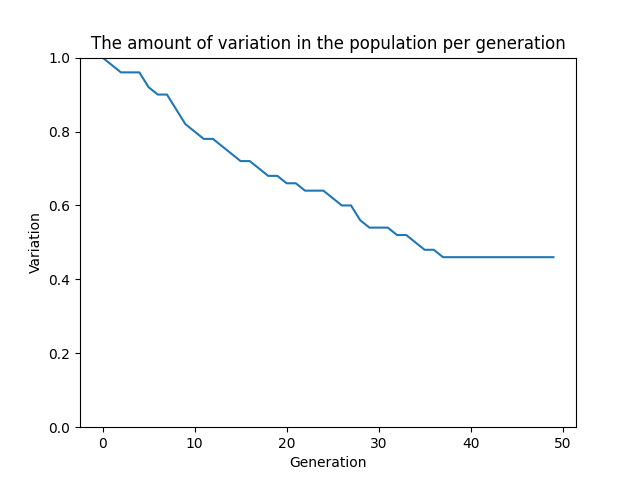 The amount of variation in the population per generation
1.0
0.8
0.6
0.4
0.2
0.0
Variation
0 10 20 30 40 50
Generation